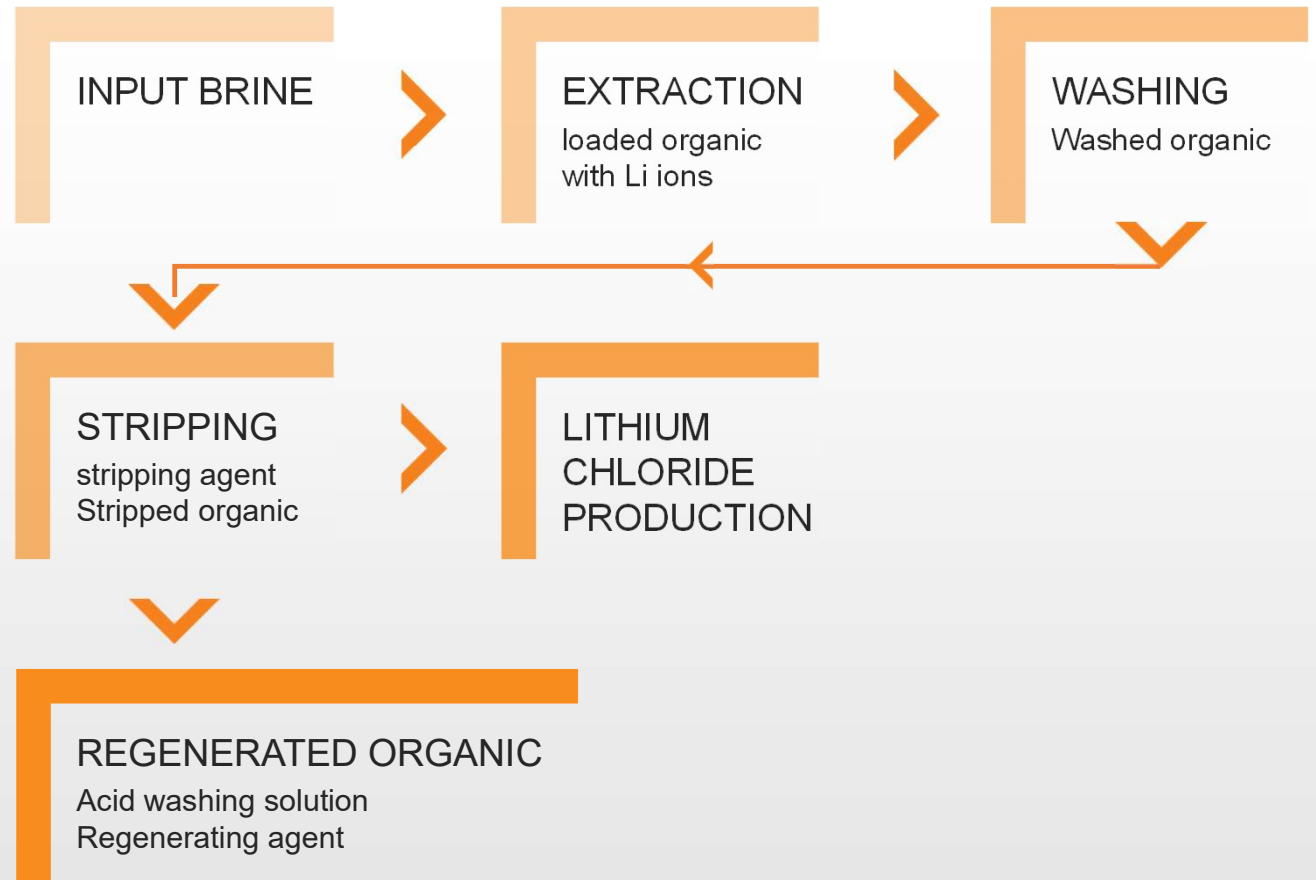 INPUT BRINE
EXTRACTION
loaded organic
with Li ions
WASHING
Washed organic
STRIPPING
stripping agent
Stripped organic
LITHIUM
CHLORIDE
PRODUCTION
REGENERATED ORGANIC
Acid washing solution
Regenerating agent